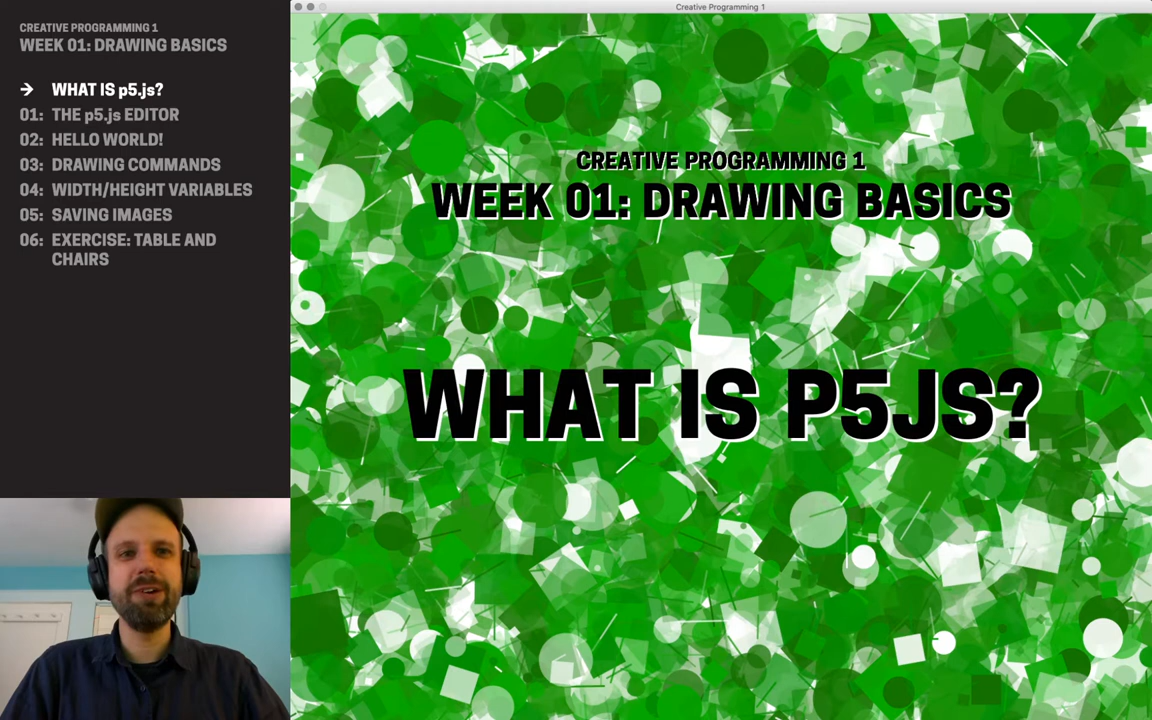 CREATIVE PROGRAMMING 1
WEEK 01: DRAWING BASICS
→ WHAT IS p5.js?
01: THE p5.js EDITOR
02: HELLO WORLD!
03: DRAWING COMMANDS
04: WIDTH/HEIGHT VARIABLES
05: SAVING IMAGES
06: EXERCISE: TABLE AND
CHAIRS
Creative Programming 1
CREATIVE PROGRAMMING 1
WEEK 01: DRAWING BASICS
WHAT IS P5JS?